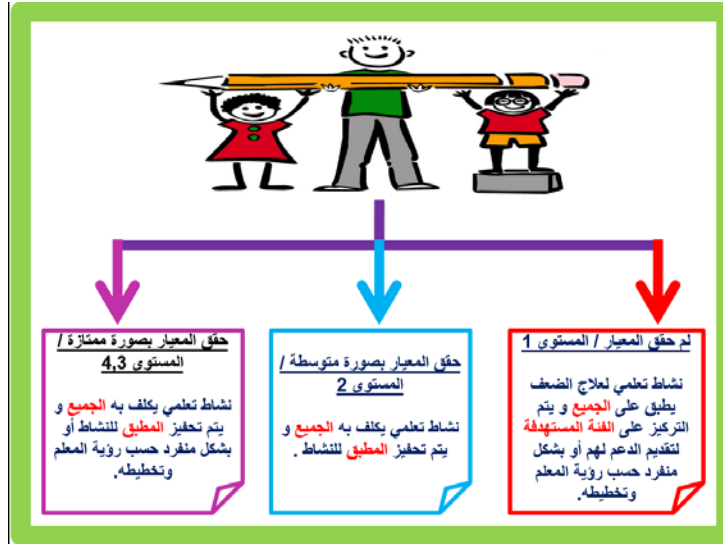 لم حقق المعيار / المستوى 1
نشاط تعلمي لعلاج الضعف
يطبق على الجميع و يتم
التركيز على الفئة المستهدفة
لتقديم الدعم لهم أو بشكل
منفرد حسب رؤية المعلم
وتخطيطه.
حقق المعيار بصورة متوسطة /
المستوى 2
نشاط تعلمي يكلف به الجميع و
يتم تحفيز المطبق للنشاط .
حقق المعيار بصورة ممتازة /
المستوى 4,3
نشاط تعلمي يكلف به الجميع و
يتم تحفيز المطبق للنشاط أو
بشكل منفرد حسب رؤية المعلم
وتخطيطه.